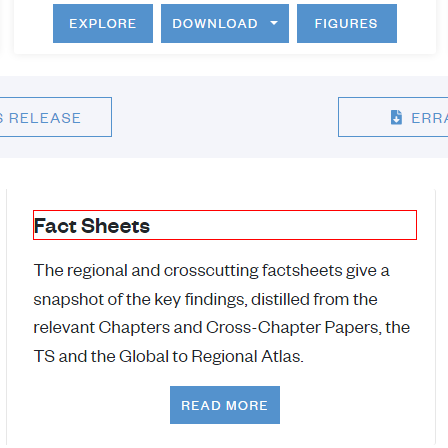 EXPLORE DOWNLOAD FIGURES
RELEASE
Fact Sheets
The regional and crosscutting factsheets give a
snapshot of the key findings, distilled from the
relevant Chapters and Cross-Chapter Papers, the
TS and the Global to Regional Atlas.
READ MORE